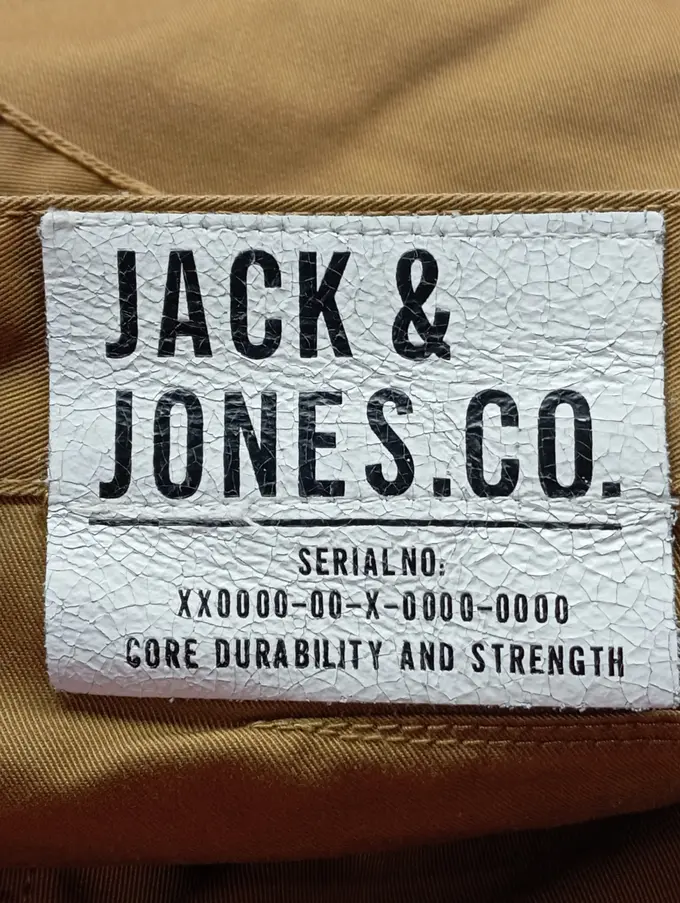 JACK &
JONES.CO.
SERIALNO:
XX0000-00-X-0000-0000
CORE DURABILITY AND STRENGTH